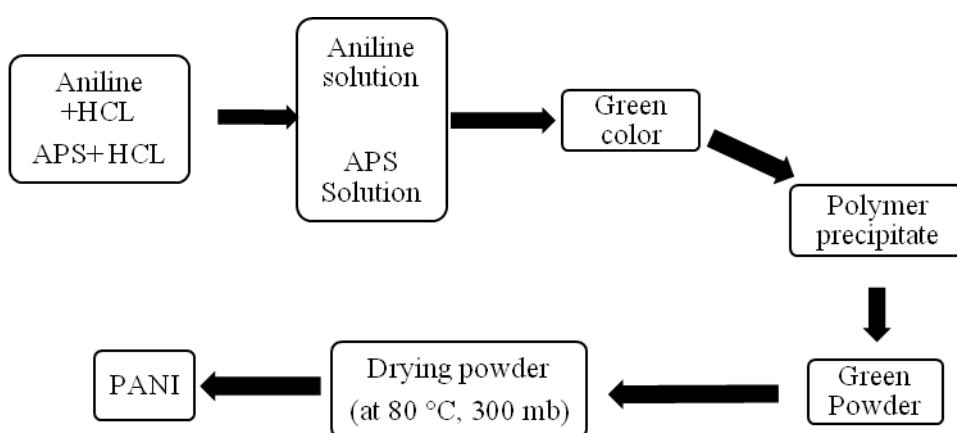 Aniline
+HCL
APS+ HCL
Aniline
solution
APS
Solution
Green
color
Polymer
precipitate
Green
Powder
Drying powder
(at 80 °C, 300 mb)
PANI